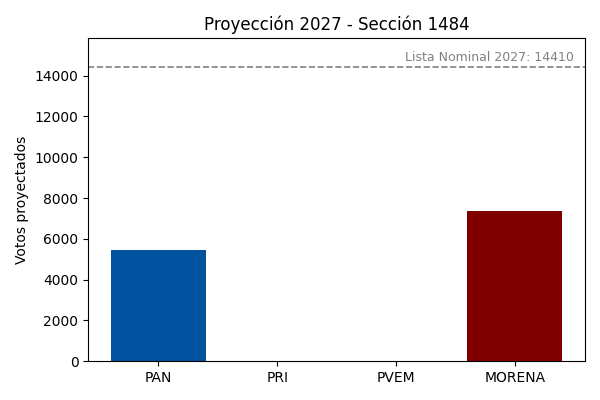 Proyección 2027 - Sección 1484
Lista Nominal 2027: 14410
Votos proyectados
14000
12000
10000
8000
6000
4000
2000
0
PAN
PRI
PVEM
MORENA